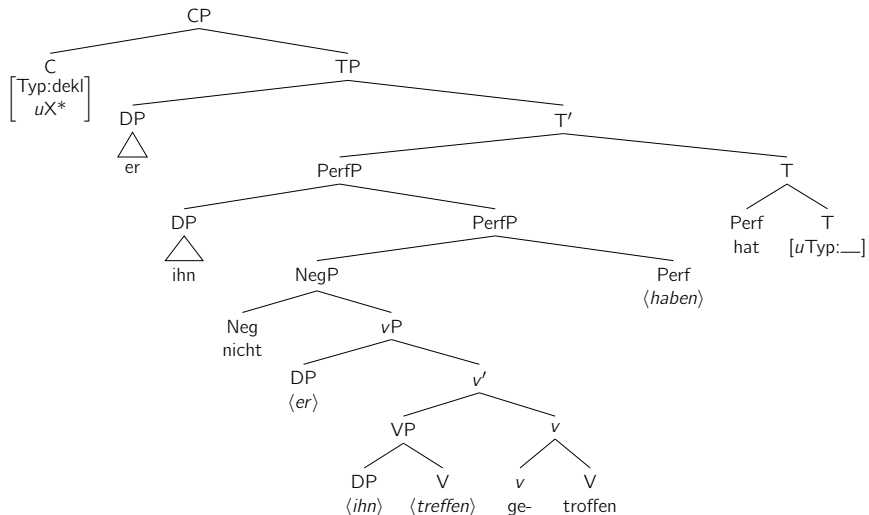 CP
C TP
[Typ:dekl
uX*]
DP T′
er
PerfP T
DP PerfP Perf T
hat [uTyp:__]
ihn NegP Perf
⟨haben⟩
Neg vP
nicht
DP v′
⟨er⟩
VP v
DP V v V
⟨ihn⟩ ⟨treffen⟩ ge- troffen